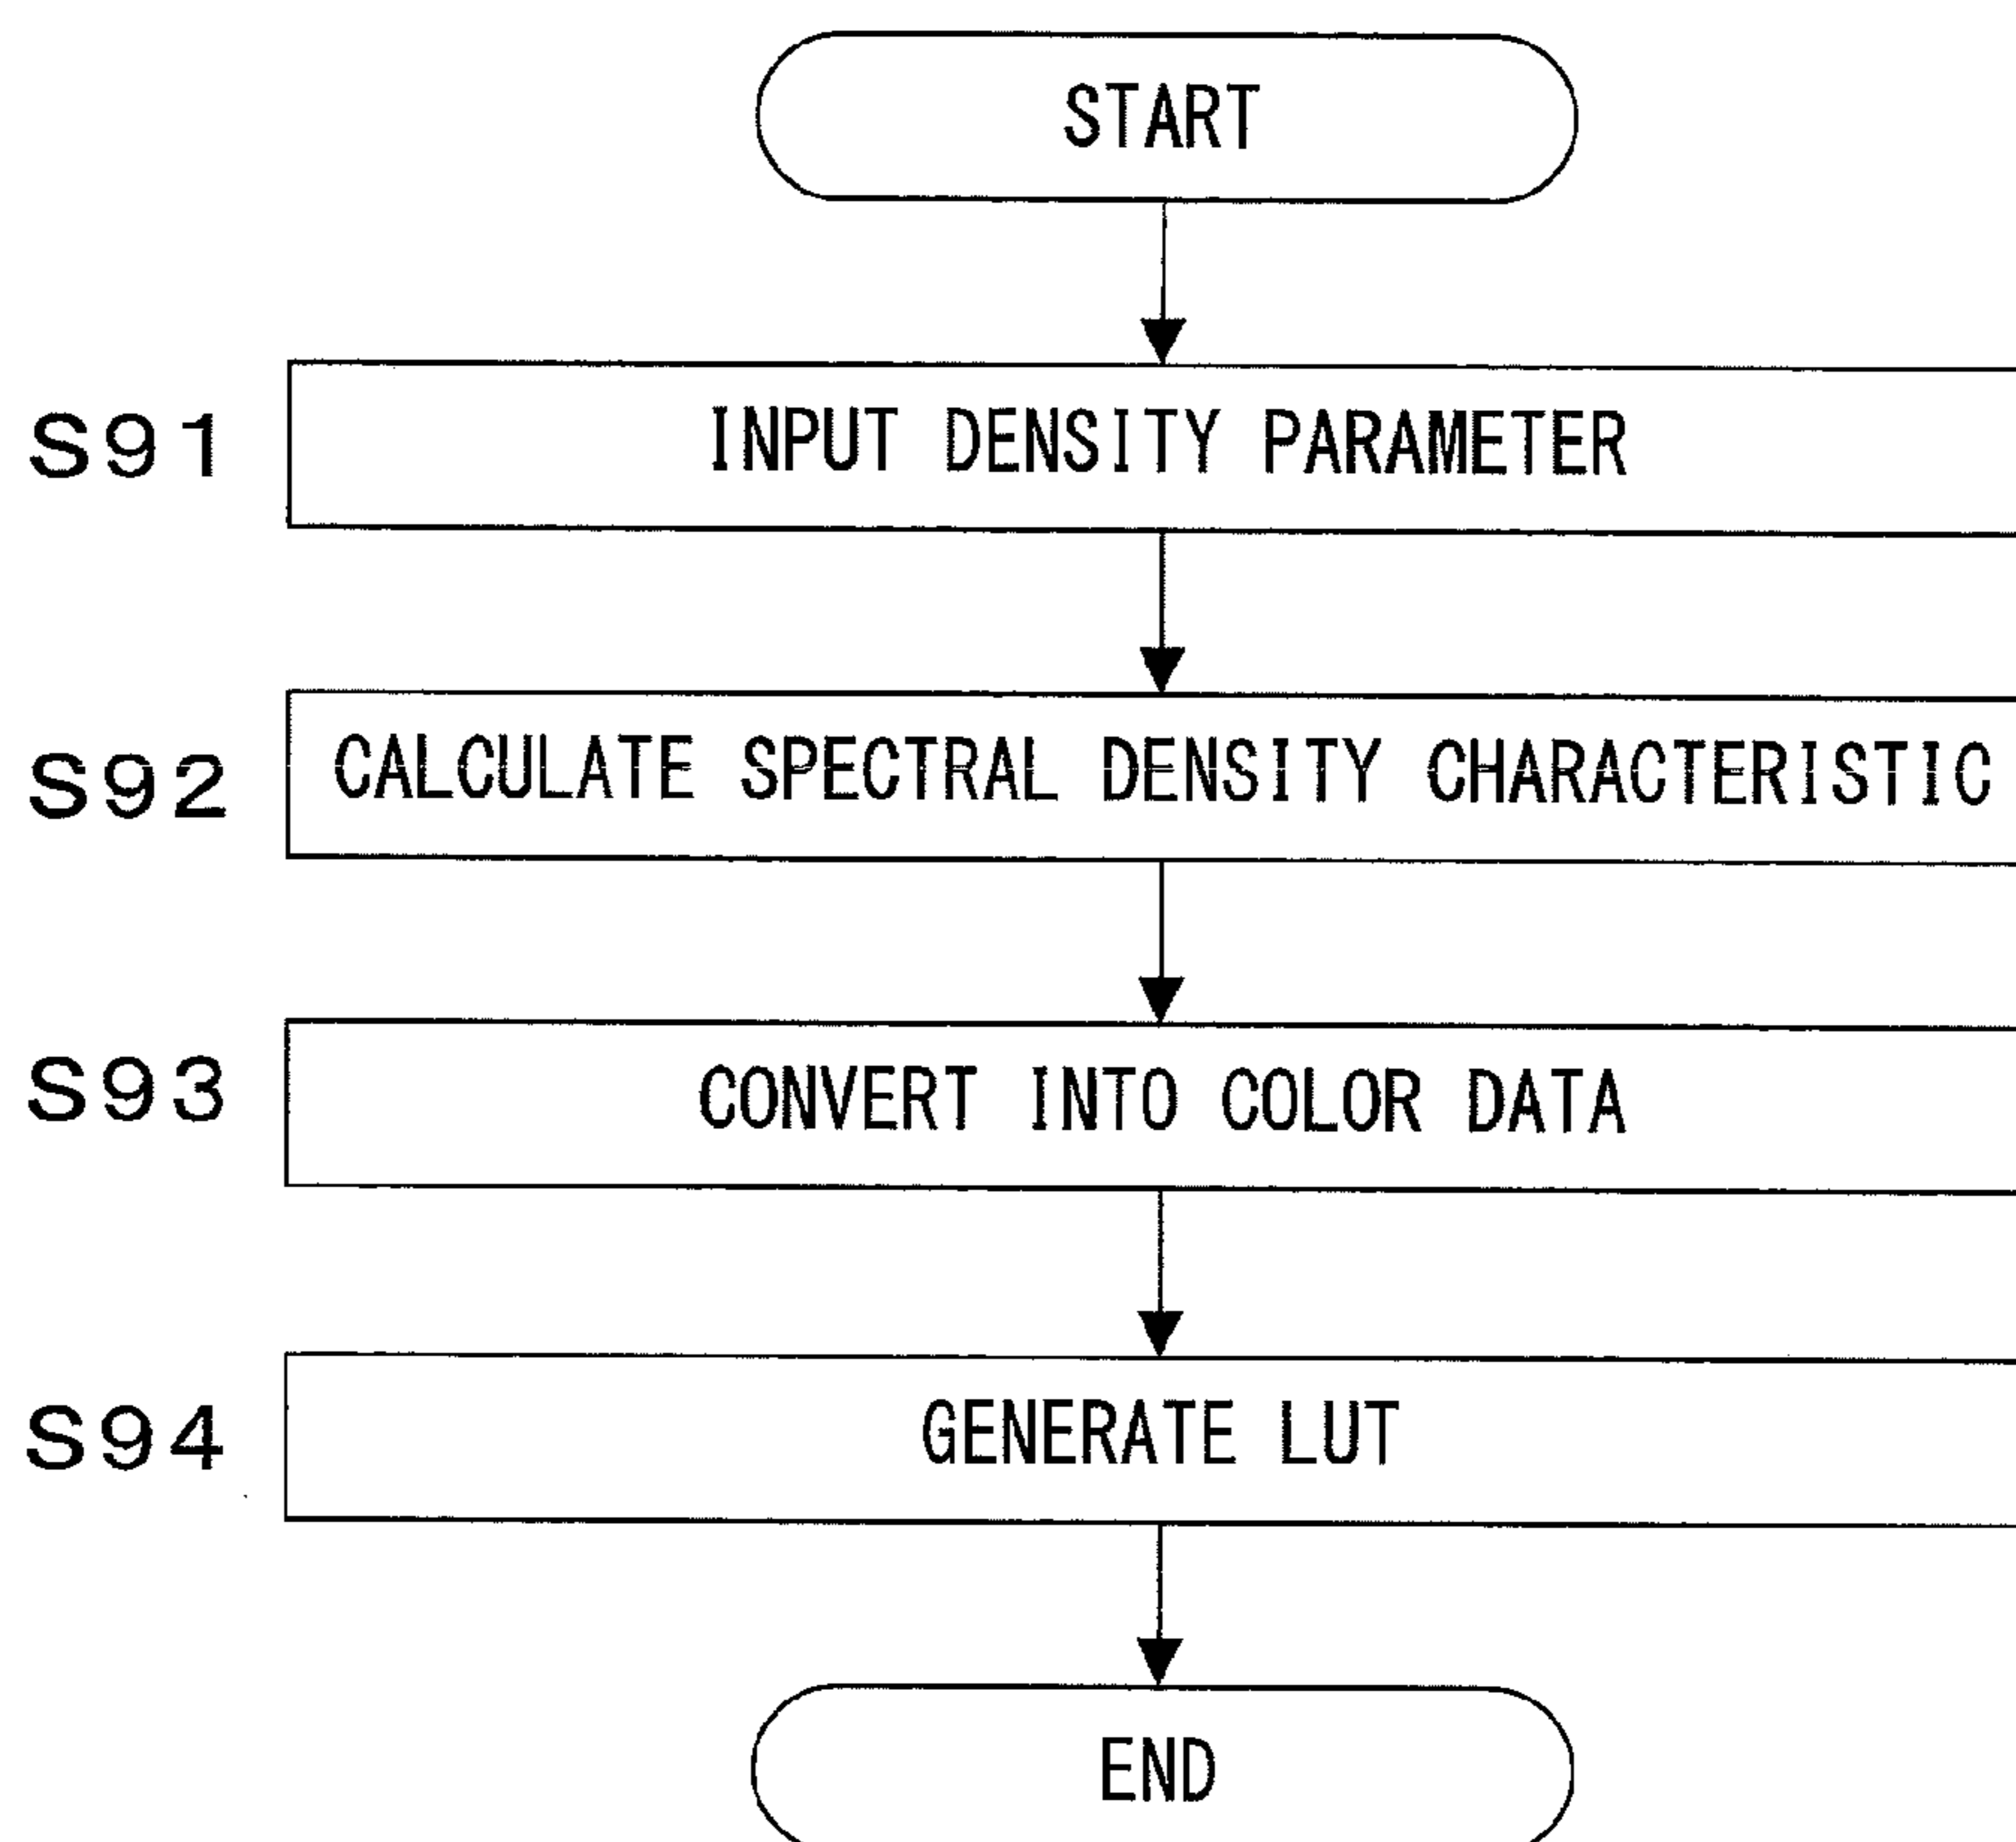 START
S91 INPUT DENSITY PARAMETER
S92 CALCULATE SPECTRAL DENSITY CHARACTERISTIC
S93 CONVERT INTO COLOR DATA
S94 GENERATE LUT
END